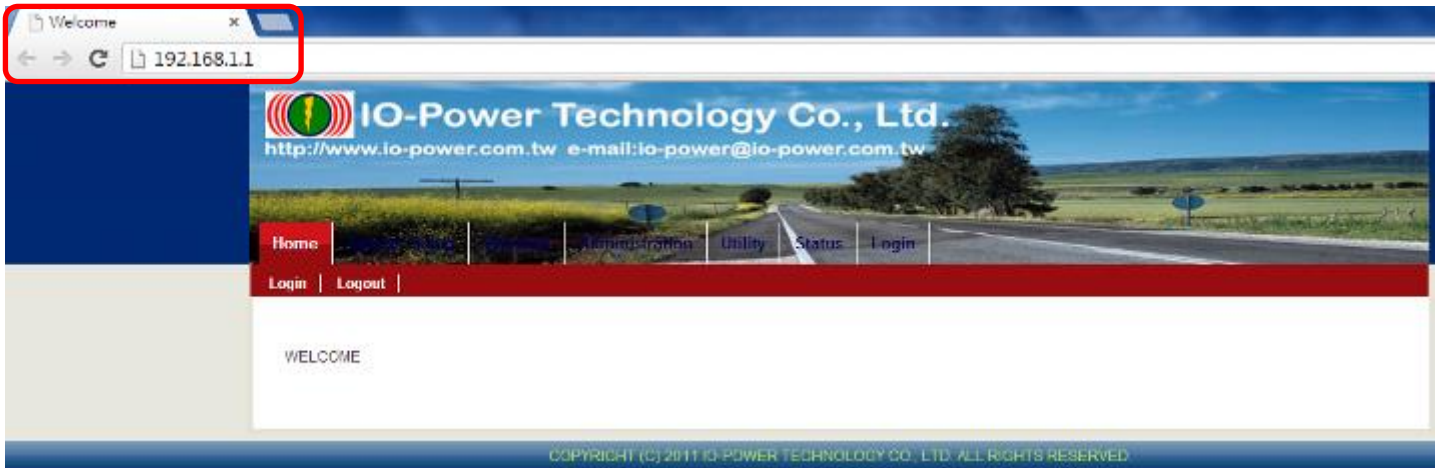 Welcome
192.168.1.1
IO-Power Technology Co., Ltd.
http://www.io-power.com.tw e-mail:io-power@io-power.com.tw
Home Administration Utility Status Login
Login Logout
WELCOME
COPYRIGHT (C) 2011 IO-POWER TECHNOLOGY CO., LTD. ALL RIGHTS RESERVED.